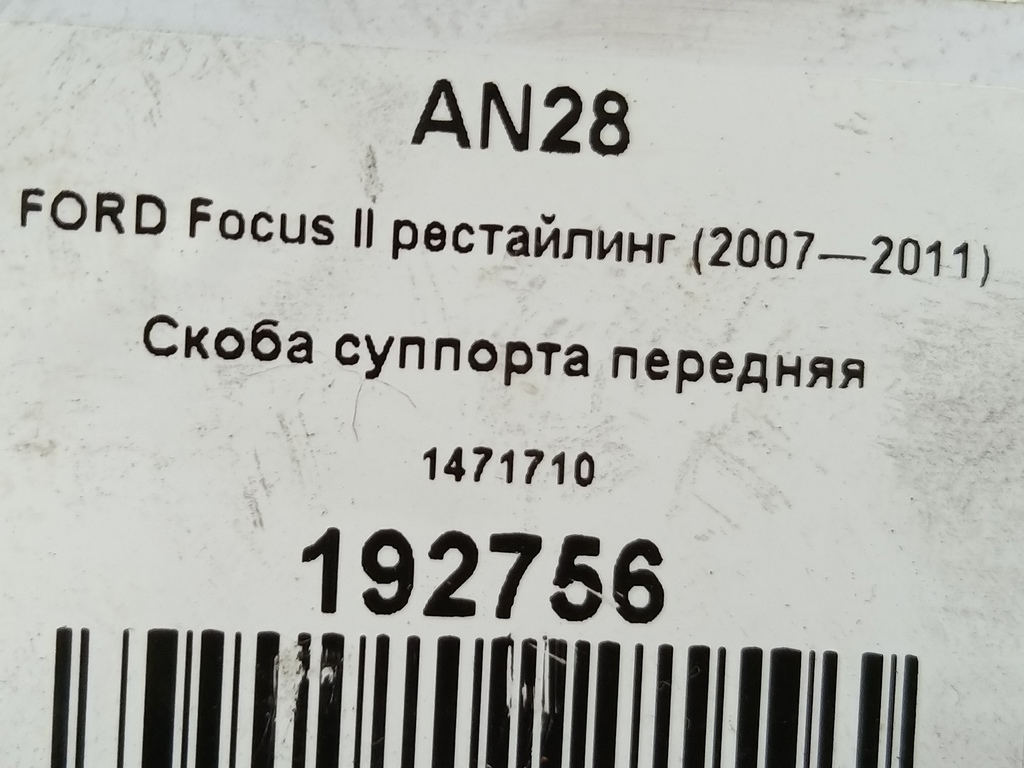 AN28
FORD Focus II рестайлинг (2007—2011)
Скоба суппорта передняя
1471710
192756